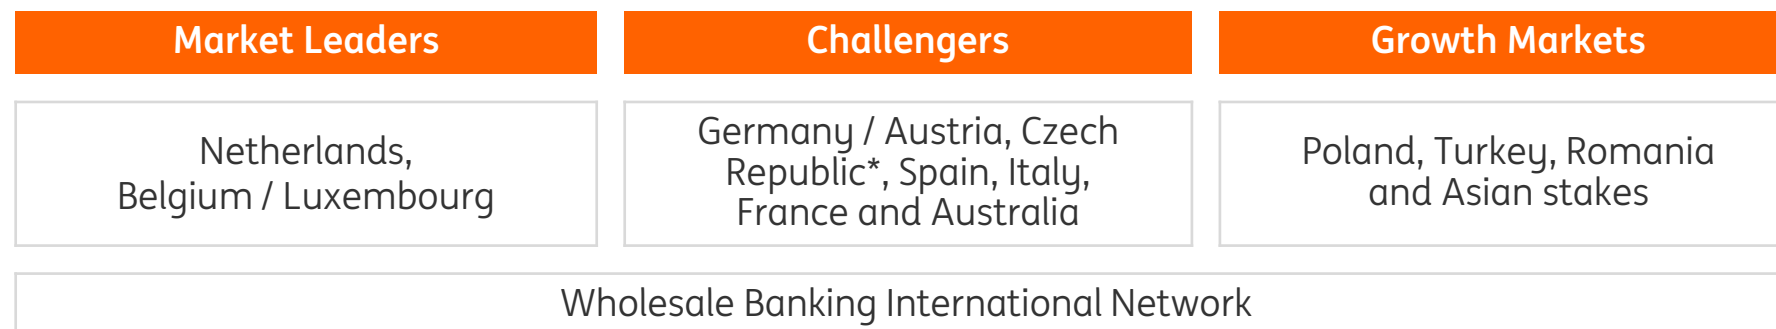 Market Leaders
Challengers
Growth Markets
Netherlands,
Belgium / Luxembourg
Germany / Austria, Czech
Republic*, Spain, Italy,
France and Australia
Poland, Turkey, Romania
and Asian stakes
Wholesale Banking International Network